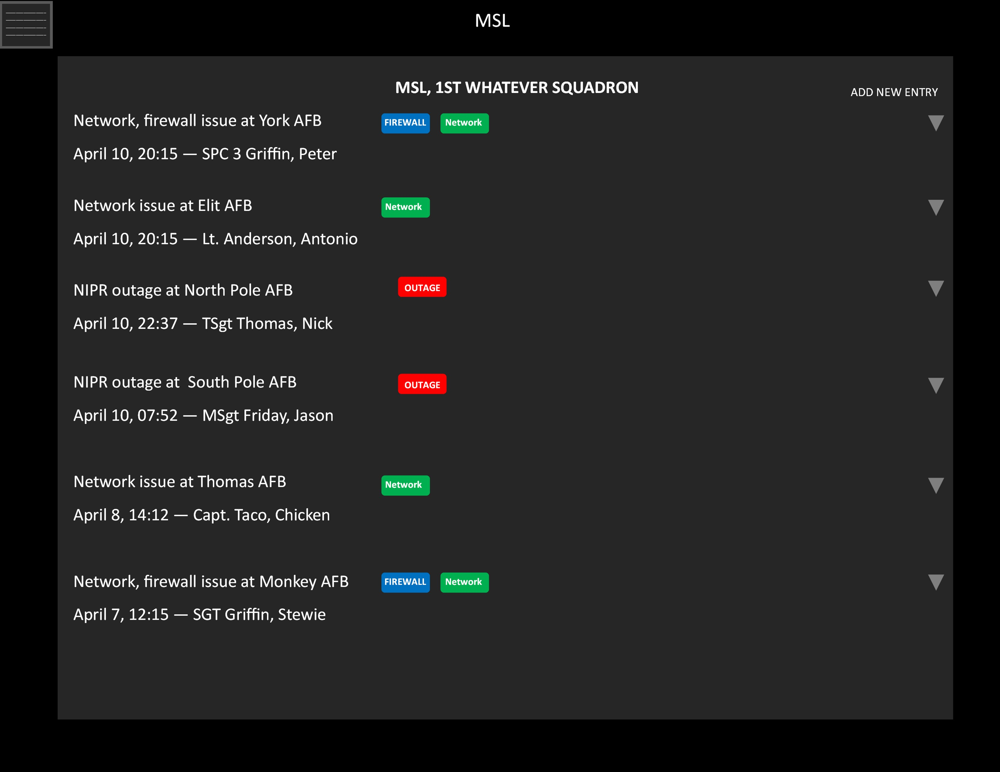 MSL
MSL, 1ST WHATEVER SQUADRON
ADD NEW ENTRY
Network, firewall issue at York AFB FIREWALL Network
April 10, 20:15 — SPC 3 Griffin, Peter
Network issue at Elit AFB Network
April 10, 20:15 — Lt. Anderson, Antonio
NIPR outage at North Pole AFB OUTAGE
April 10, 22:37 — TSgt Thomas, Nick
NIPR outage at  South Pole AFB OUTAGE
April 10, 07:52 — MSgt Friday, Jason
Network issue at Thomas AFB Network
April 8, 14:12 — Capt. Taco, Chicken
Network, firewall issue at Monkey AFB FIREWALL Network
April 7, 12:15 — SGT Griffin, Stewie